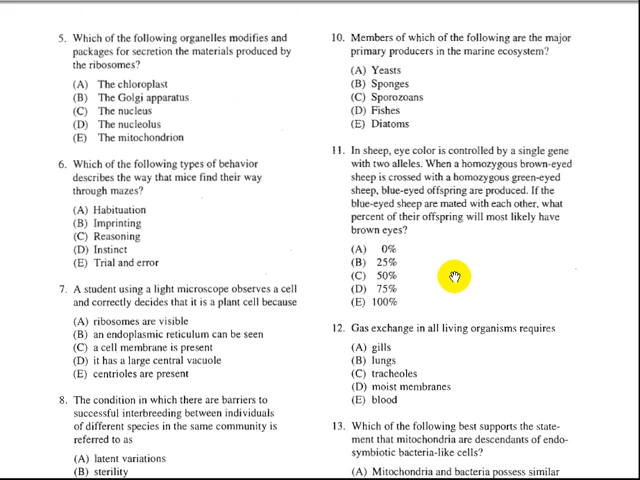 5. Which of the following organelles modifies and
packages for secretion the materials produced by
the ribosomes?
(A) The chloroplast
(B) The Golgi apparatus
(C) The nucleus
(D) The nucleolus
(E) The mitochondrion
6. Which of the following types of behavior
describes the way that mice find their way
through mazes?
(A) Habituation
(B) Imprinting
(C) Reasoning
(D) Instinct
(E) Trial and error
7. A student using a light microscope observes a cell
and correctly decides that it is a plant cell because
(A) ribosomes are visible
(B) an endoplasmic reticulum can be seen
(C) a cell membrane is present
(D) it has a large central vacuole
(E) centrioles are present
8. The condition in which there are barriers to
successful interbreeding between individuals
of different species in the same community is
referred to as
(A) latent variations
(B) sterility
10. Members of which of the following are the major
primary producers in the marine ecosystem?
(A) Yeasts
(B) Sponges
(C) Sporozoans
(D) Fishes
(E) Diatoms
11. In sheep, eye color is controlled by a single gene
with two alleles. When a homozygous brown-eyed
sheep is crossed with a homozygous green-eyed
sheep, blue-eyed offspring are produced. If the
blue-eyed sheep are mated with each other, what
percent of their offspring will most likely have
brown eyes?
(A) 0%
(B) 25%
(C) 50%
(D) 75%
(E) 100%
12. Gas exchange in all living organisms requires
(A) gills
(B) lungs
(C) tracheoles
(D) moist membranes
(E) blood
13. Which of the following best supports the state-
ment that mitochondria are descendants of endo-
symbiotic bacteria-like cells?
(A) Mitochondria and bacteria possess similar